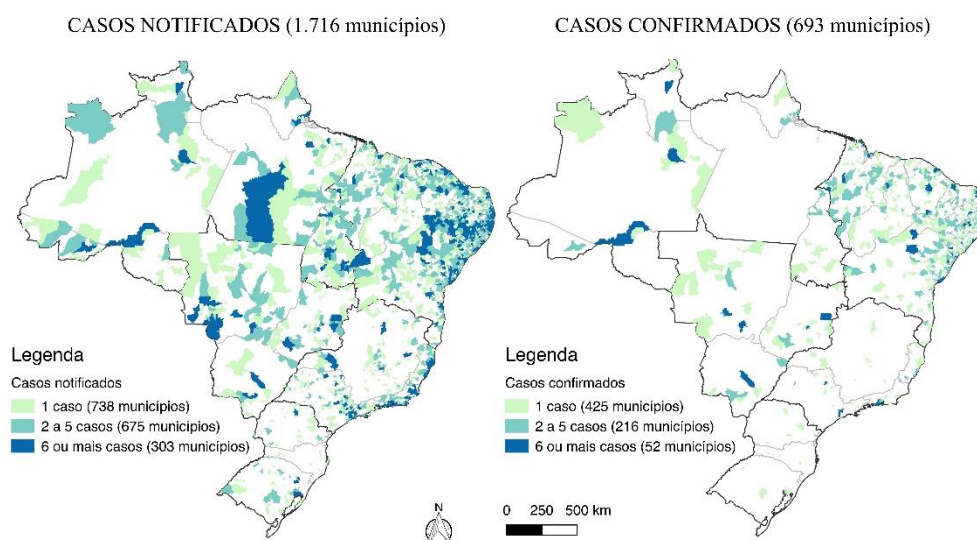 CASOS NOTIFICADOS (1.716 municípios)
Legenda
Casos notificados
1 caso (738 municípios)
2 a 5 casos (675 municípios)
6 ou mais casos (303 municípios)
CASOS CONFIRMADOS (693 municípios)
Legenda
Casos confirmados
1 caso (425 municípios)
2 a 5 casos (216 municípios)
6 ou mais casos (52 municípios)
N
0 250 500 km